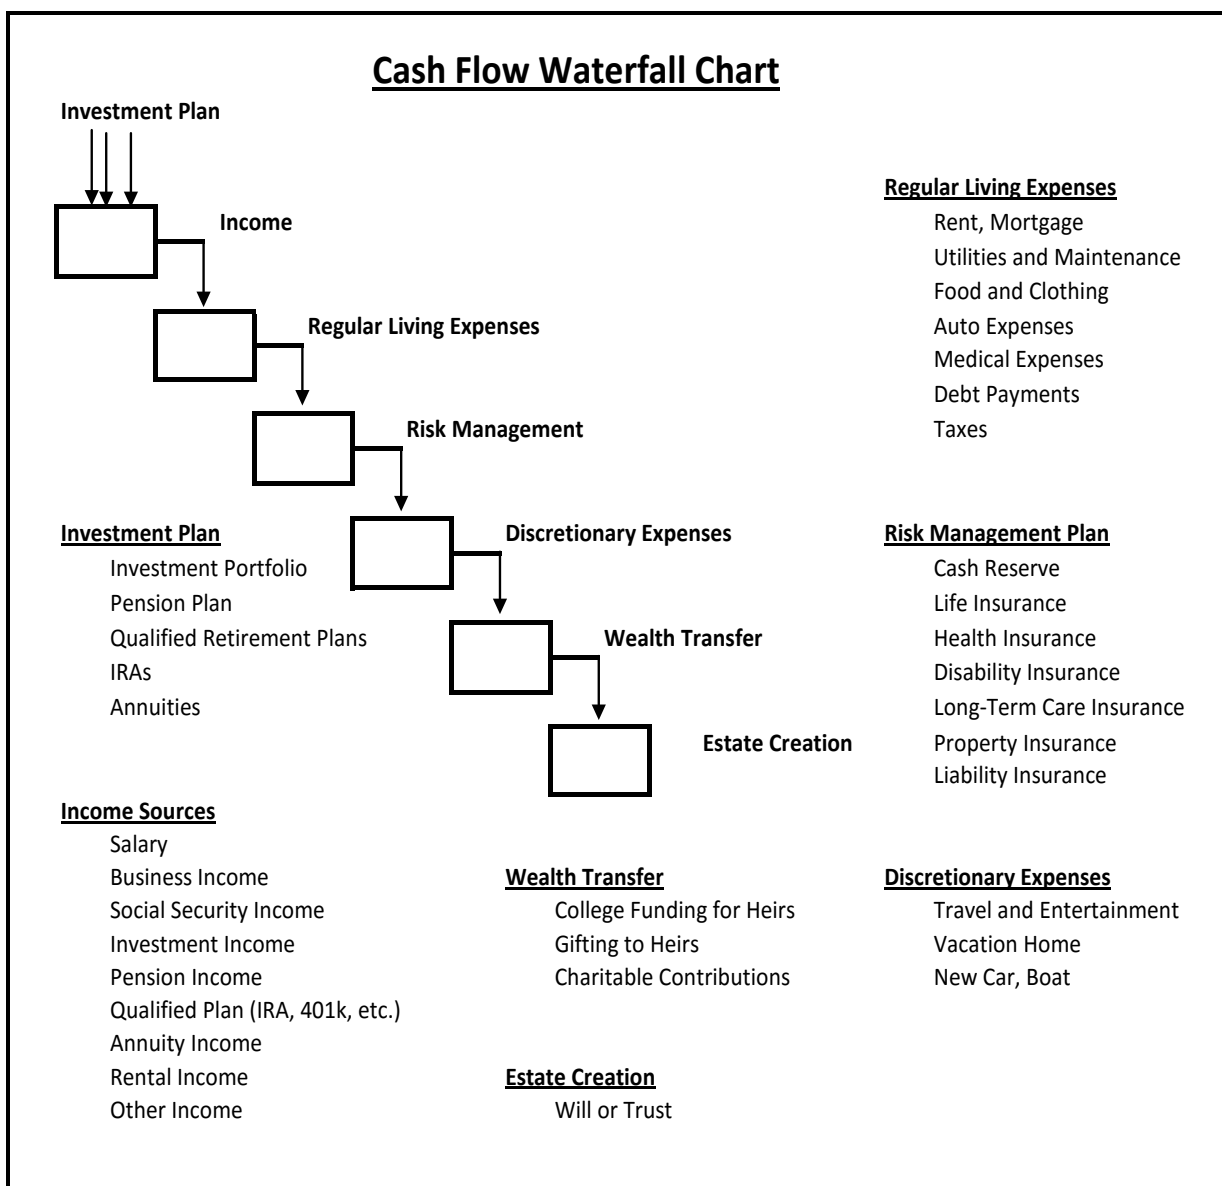 Cash Flow Waterfall Chart
Investment Plan
Income
Regular Living Expenses
Risk Management
Discretionary Expenses
Wealth Transfer
Estate Creation
Regular Living Expenses
Rent, Mortgage
Utilities and Maintenance
Food and Clothing
Auto Expenses
Medical Expenses
Debt Payments
Taxes
Investment Plan
Investment Portfolio
Pension Plan
Qualified Retirement Plans
IRAs
Annuities
Risk Management Plan
Cash Reserve
Life Insurance
Health Insurance
Disability Insurance
Long-Term Care Insurance
Property Insurance
Liability Insurance
Income Sources
Salary
Business Income
Social Security Income
Investment Income
Pension Income
Qualified Plan (IRA, 401k, etc.)
Annuity Income
Rental Income
Other Income
Wealth Transfer
College Funding for Heirs
Gifting to Heirs
Charitable Contributions
Estate Creation
Will or Trust
Discretionary Expenses
Travel and Entertainment
Vacation Home
New Car, Boat